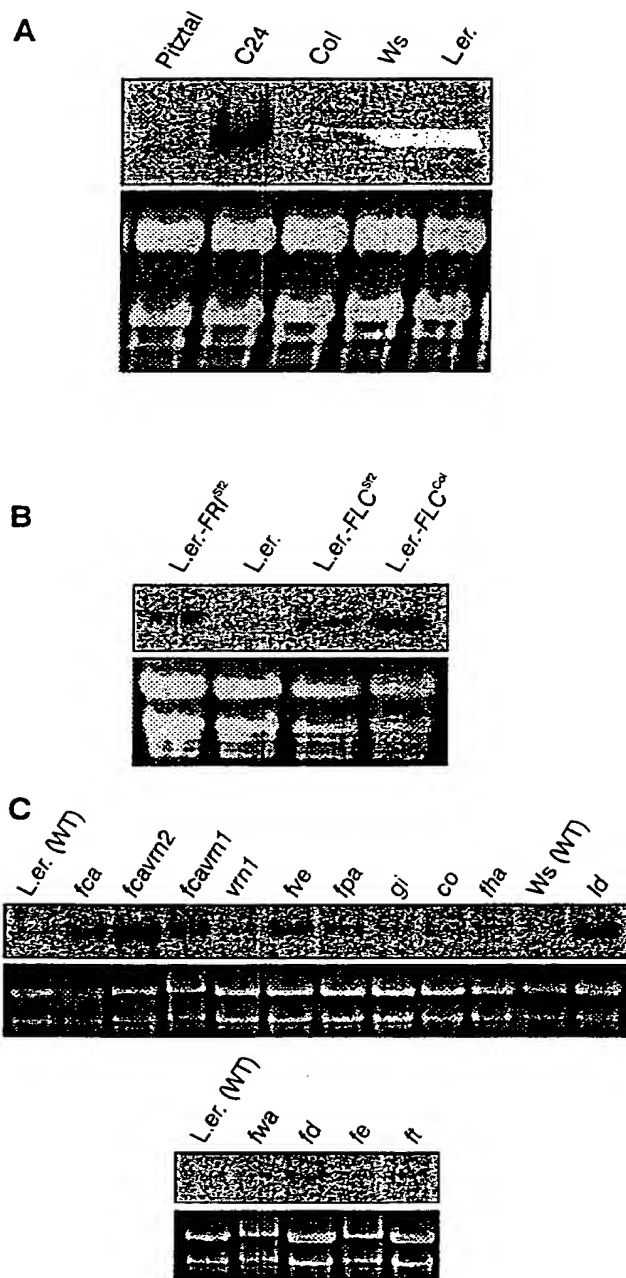 A
Pitztal C24 Col Ws L.er.
B
L.er.-FRI^Sf2 L.er. L.er.-FLC^Sf2 L.er.-FLC^Col
C
L.er. (WT) fca fcavrn2 fcavrn1 vrn1 fve fpa gi co fha Ws (WT) ld
L.er. (WT) fwa fd fe ft